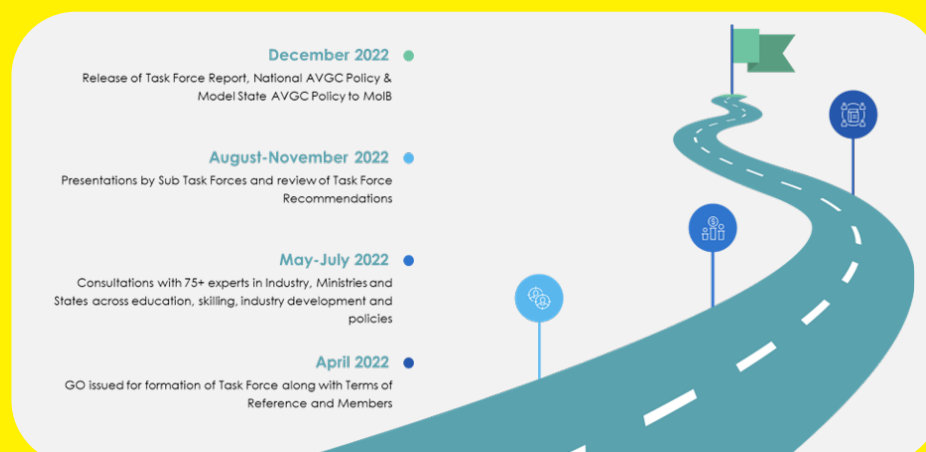 December 2022
Release of Task Force Report, National AVGC Policy &
Model State AVGC Policy to MoIB
August-November 2022
Presentations by Sub Task Forces and review of Task Force
Recommendations
May-July 2022
Consultations with 75+ experts in Industry, Ministries and
States across education, skilling, industry development and
policies
April 2022
GO issued for formation of Task Force along with Terms of
Reference and Members